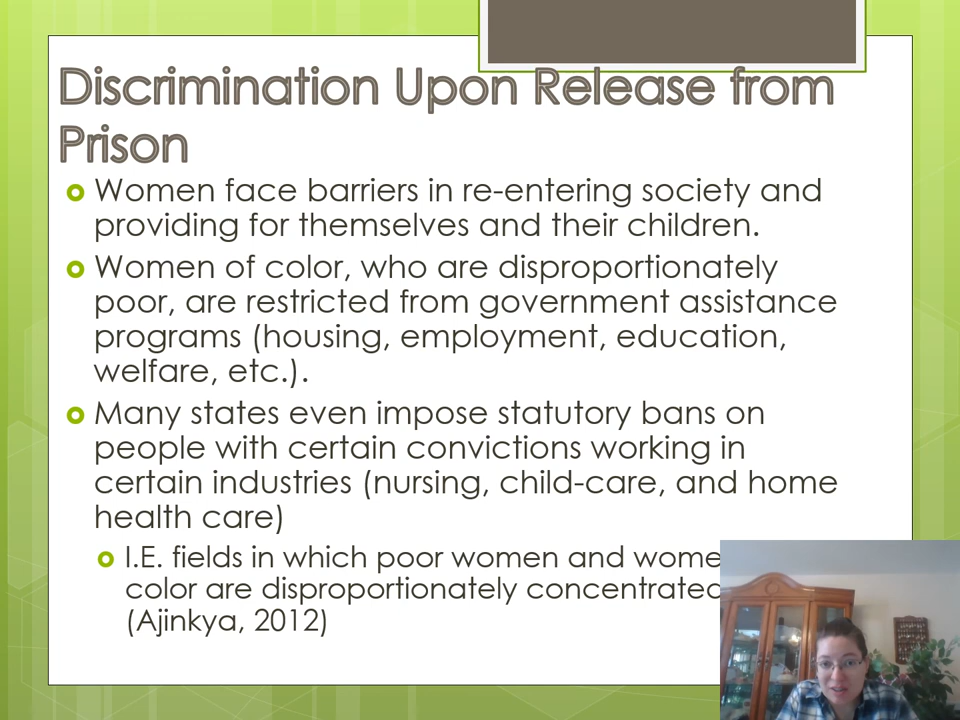 Discrimination Upon Release from
Prison
Women face barriers in re-entering society and
providing for themselves and their children.
Women of color, who are disproportionately
poor, are restricted from government assistance
programs (housing, employment, education,
welfare, etc.).
Many states even impose statutory bans on
people with certain convictions working in
certain industries (nursing, child-care, and home
health care)
I.E. fields in which poor women and
color are disproportionately concentrated
(Ajinkya, 2012)